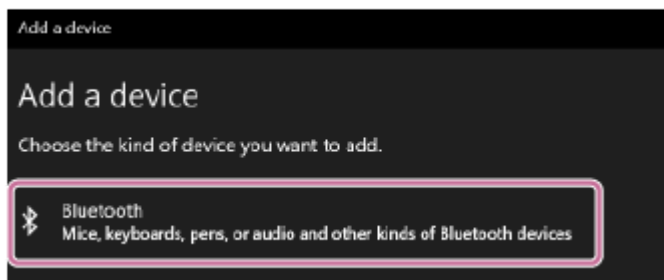 Add a device
Add a device
Choose the kind of device you want to add.
Bluetooth
Mice, keyboards, pens, or audio and other kinds of Bluetooth devices